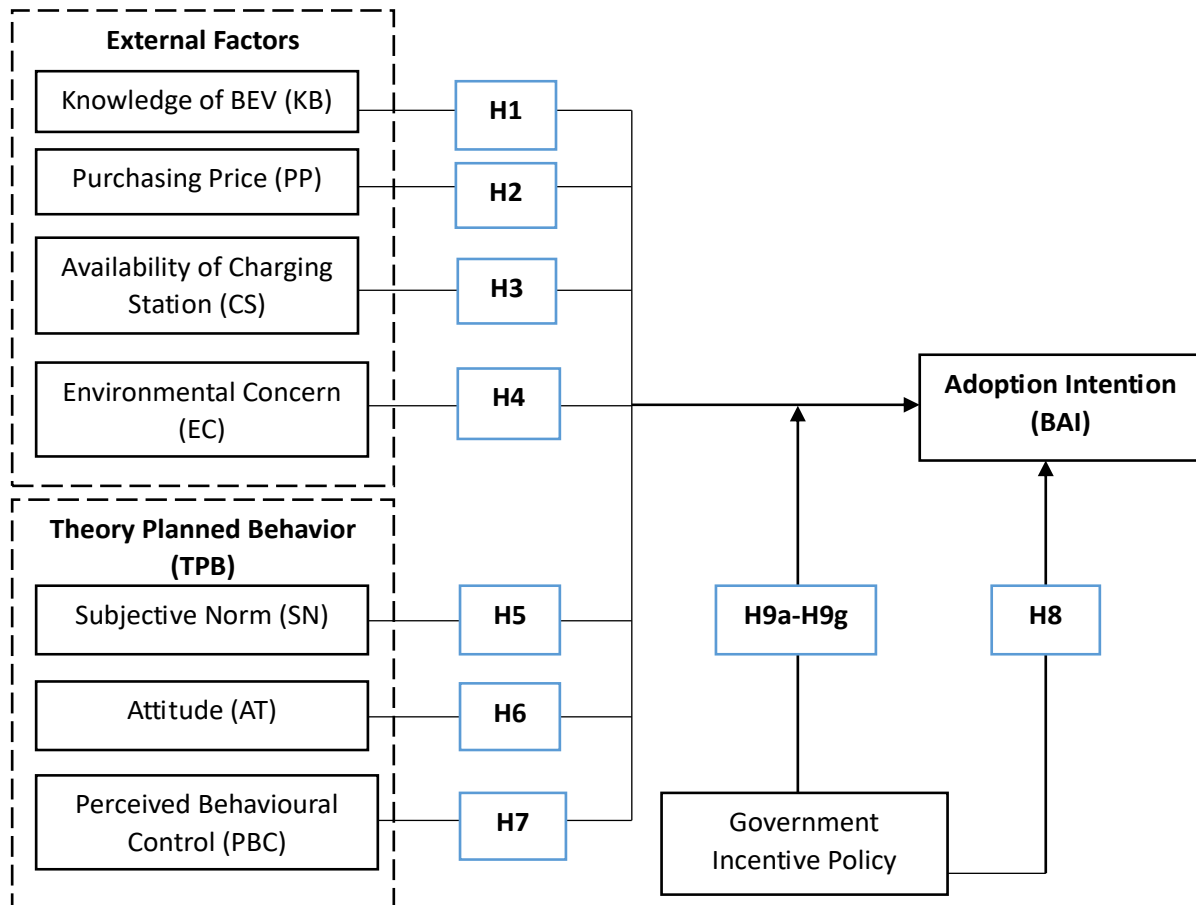 External Factors
Knowledge of BEV (KB)
H1
Purchasing Price (PP)
H2
Availability of Charging
Station (CS)
H3
Environmental Concern
(EC)
H4
Adoption Intention
(BAI)
Theory Planned Behavior
(TPB)
Subjective Norm (SN)
H5
H9a-H9g
H8
Attitude (AT)
H6
Perceived Behavioural
Control (PBC)
H7
Government
Incentive Policy